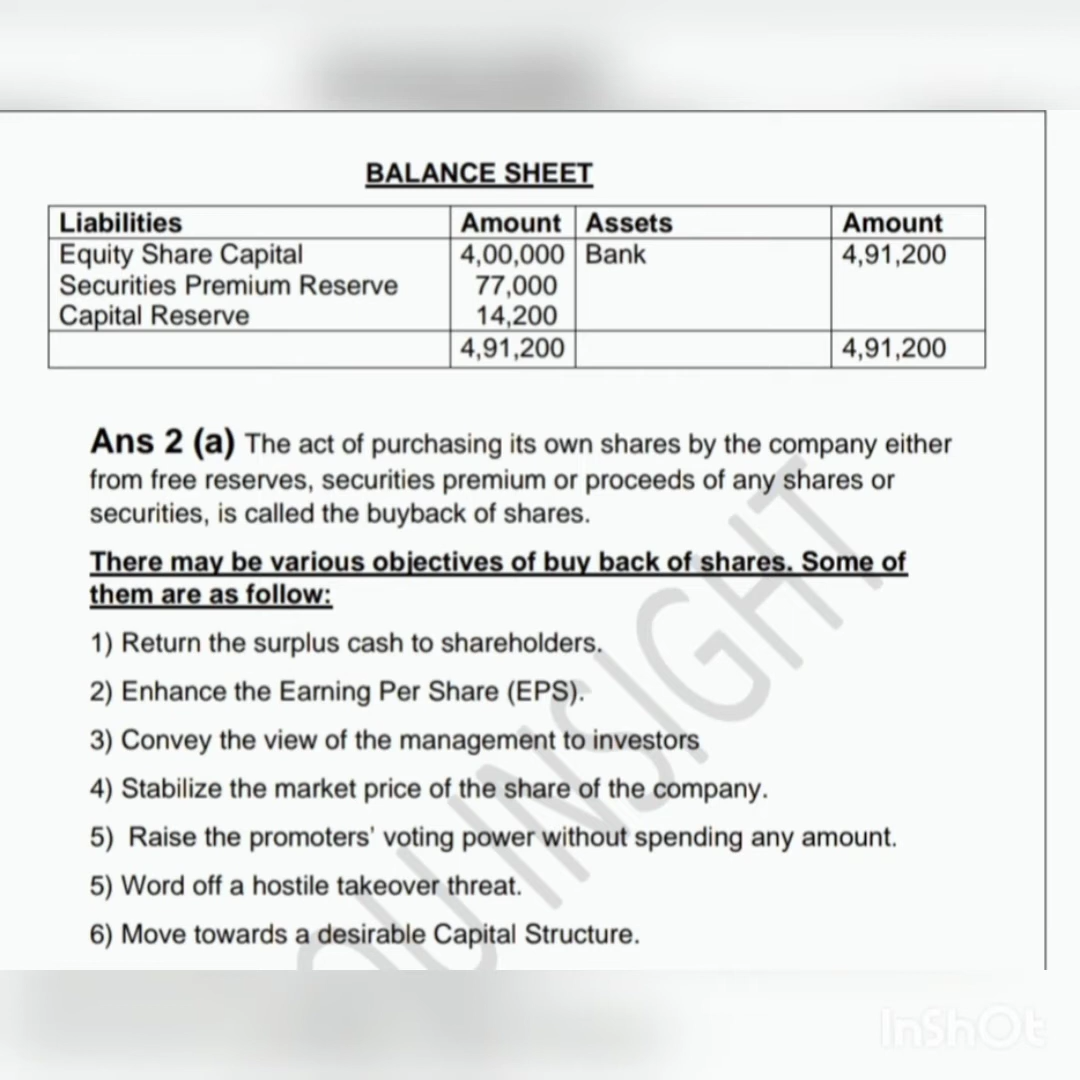 BALANCE SHEET
Liabilities Amount Assets Amount
Equity Share Capital 4,00,000 Bank 4,91,200
Securities Premium Reserve 77,000
Capital Reserve 14,200
4,91,200 4,91,200
Ans 2 (a) The act of purchasing its own shares by the company either
from free reserves, securities premium or proceeds of any shares or
securities, is called the buyback of shares.
There may be various objectives of buy back of shares. Some of
them are as follow:
1) Return the surplus cash to shareholders.
2) Enhance the Earning Per Share (EPS).
3) Convey the view of the management to investors
4) Stabilize the market price of the share of the company.
5) Raise the promoters' voting power without spending any amount.
5) Word off a hostile takeover threat.
6) Move towards a desirable Capital Structure.
INSIGHT
InShOt